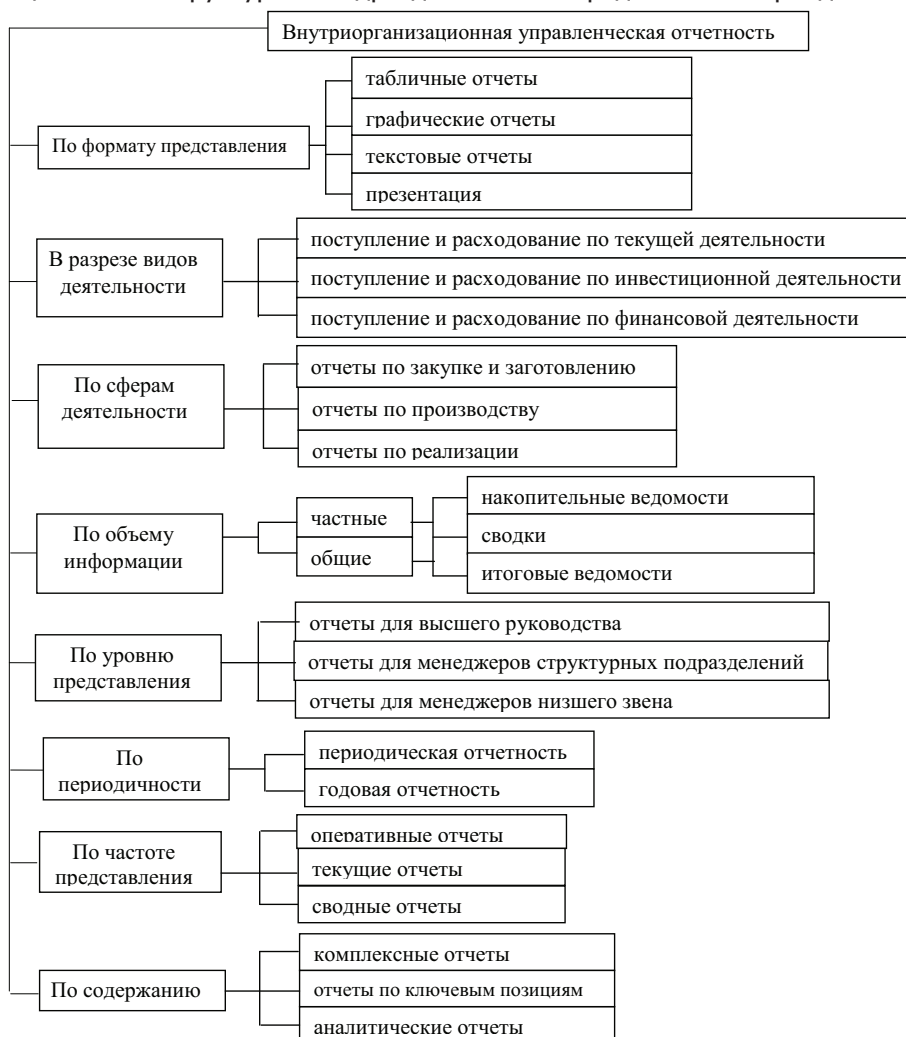 Внутриорганизационная управленческая отчетность
По формату представления
табличные отчеты
графические отчеты
текстовые отчеты
презентация
В разрезе видов
деятельности
поступление и расходование по текущей деятельности
поступление и расходование по инвестиционной деятельности
поступление и расходование по финансовой деятельности
По сферам
деятельности
отчеты по закупке и заготовлению
отчеты по производству
отчеты по реализации
По объему
информации
частные
общие
накопительные ведомости
сводки
итоговые ведомости
По уровню
представления
отчеты для высшего руководства
отчеты для менеджеров структурных подразделений
отчеты для менеджеров низшего звена
По
периодичности
периодическая отчетность
годовая отчетность
По частоте
представления
оперативные отчеты
текущие отчеты
сводные отчеты
По содержанию
комплексные отчеты
отчеты по ключевым позициям
аналитические отчеты